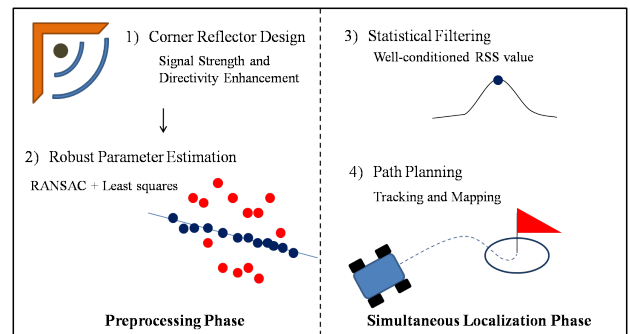 1) Corner Reflector Design
Signal Strength and
Directivity Enhancement
2) Robust Parameter Estimation
RANSAC + Least squares
Preprocessing Phase
3) Statistical Filtering
Well-conditioned RSS value
4) Path Planning
Tracking and Mapping
Simultaneous Localization Phase